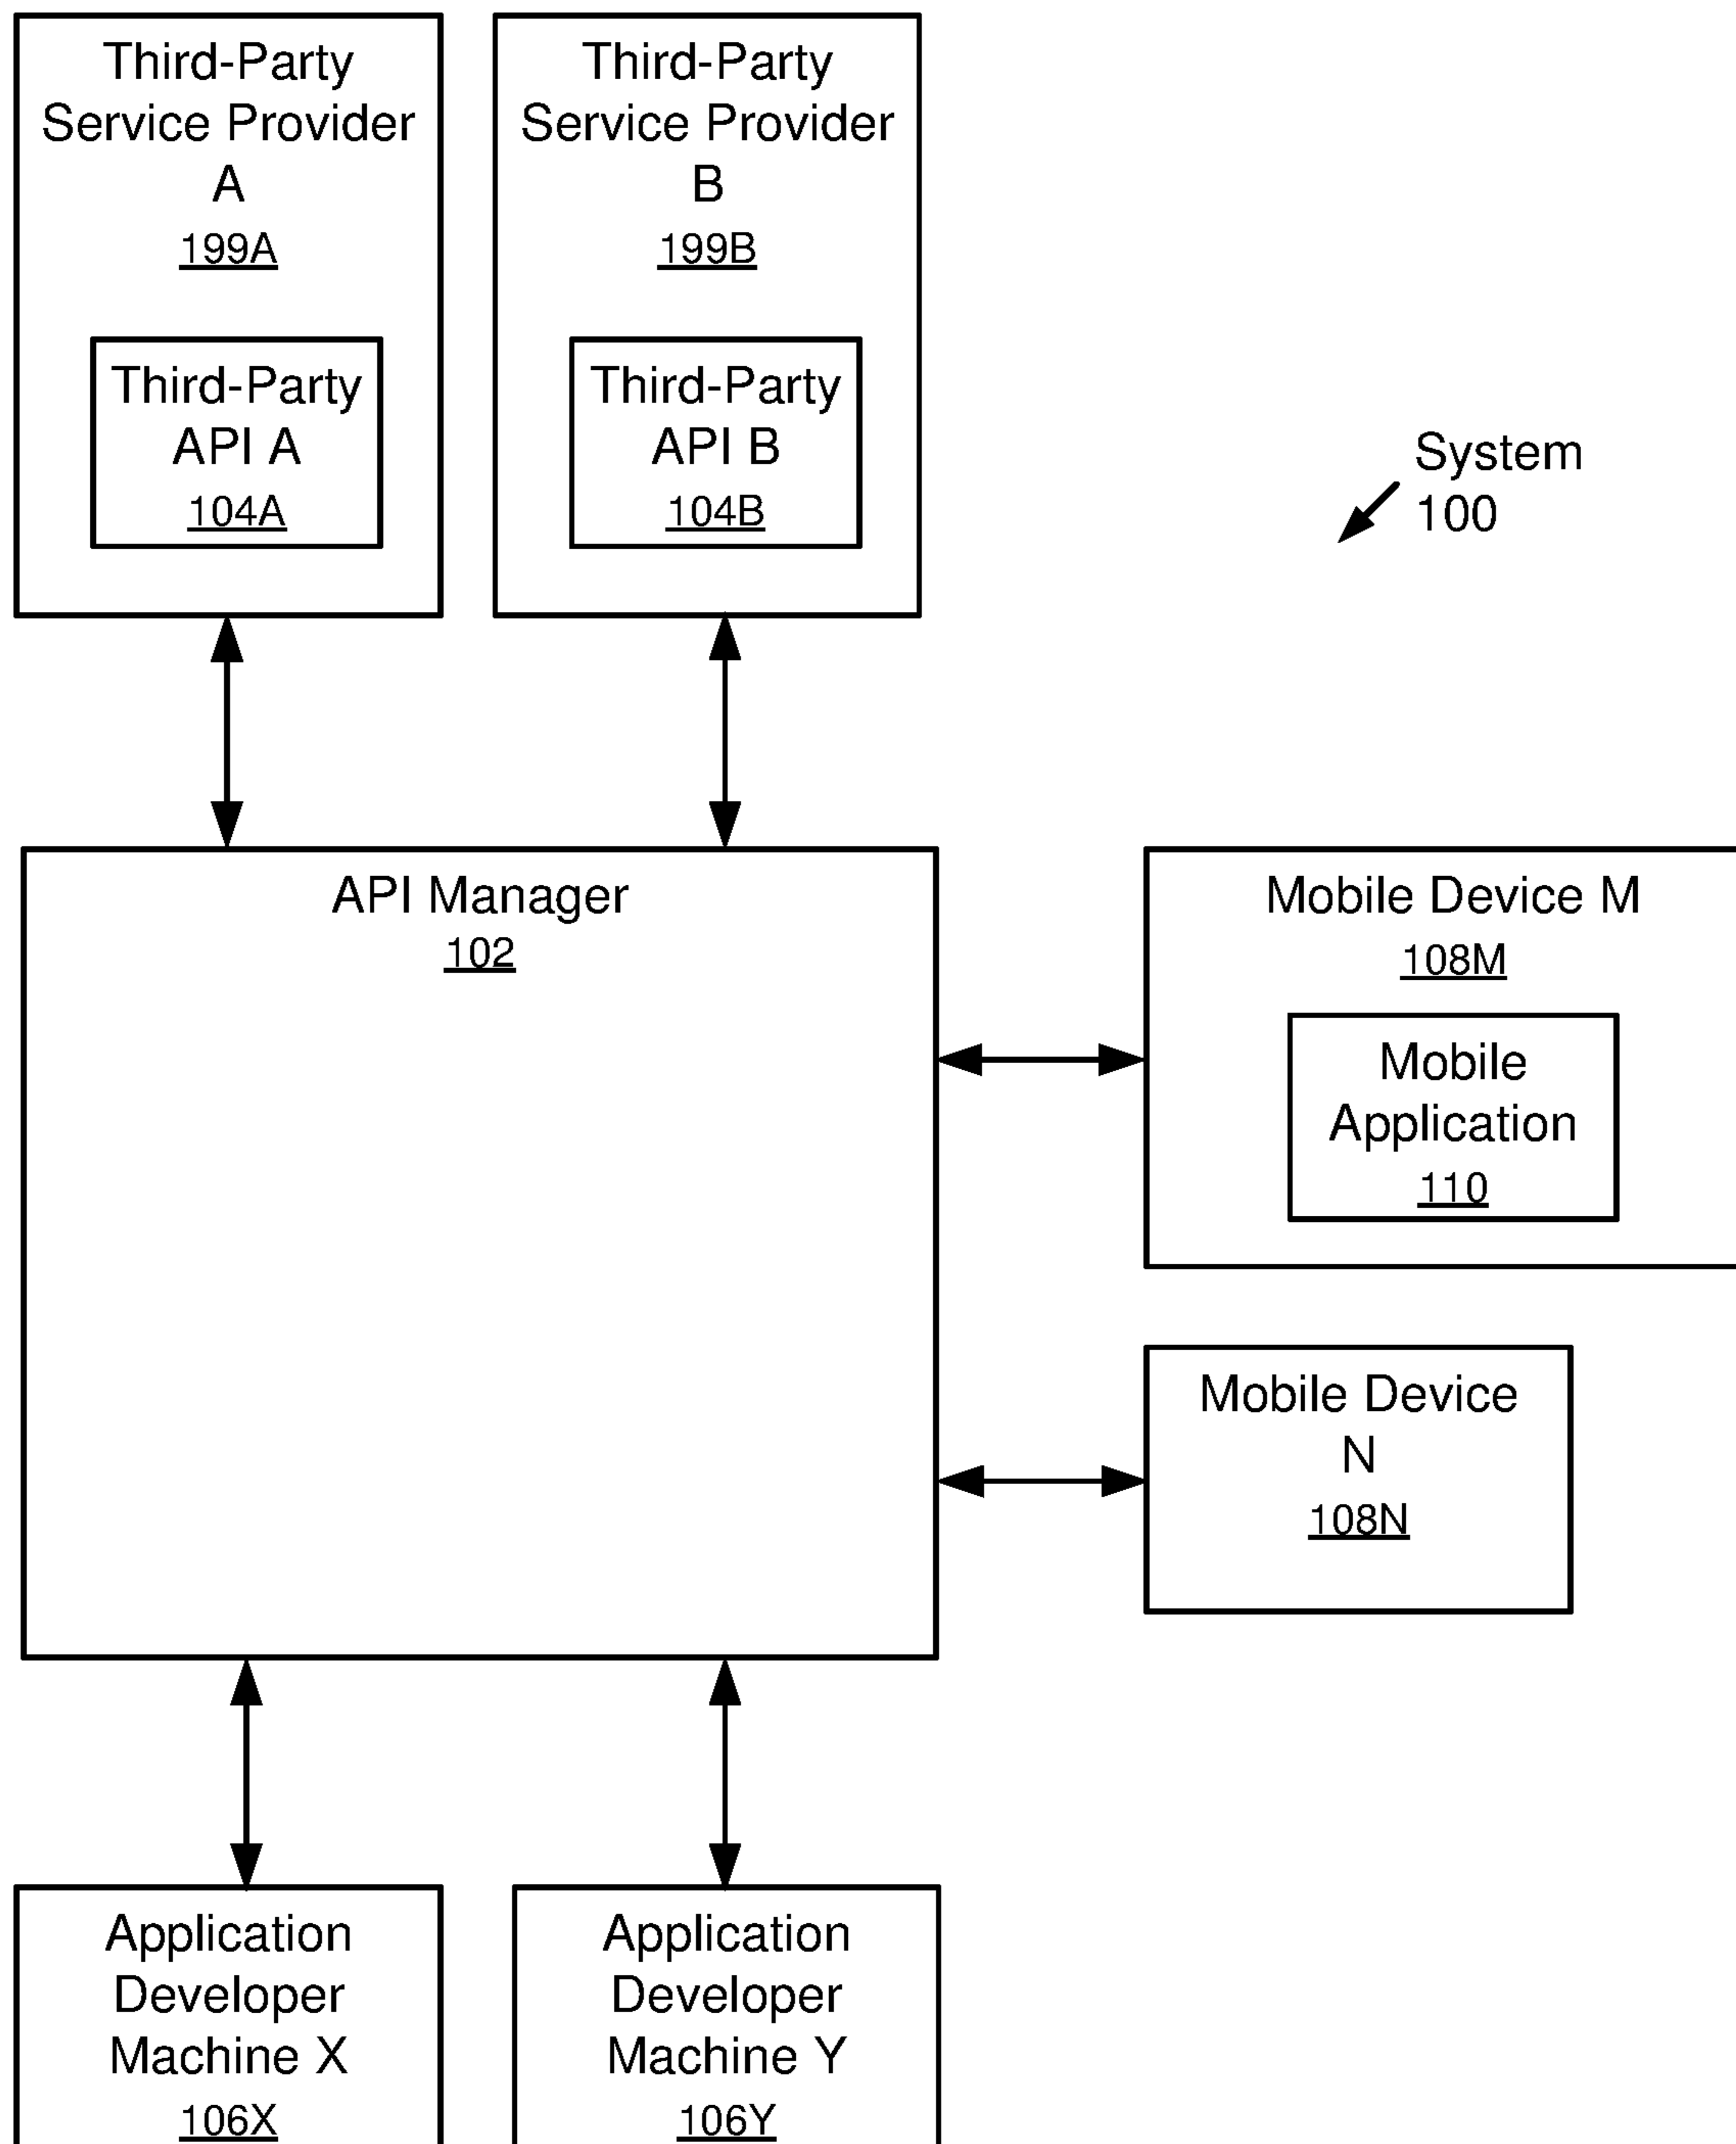 Third-Party
Service Provider
A
199A
Third-Party
API A
104A
Third-Party
Service Provider
B
199B
Third-Party
API B
104B
System
100
API Manager
102
Mobile Device M
108M
Mobile
Application
110
Mobile Device
N
108N
Application
Developer
Machine X
106X
Application
Developer
Machine Y
106Y